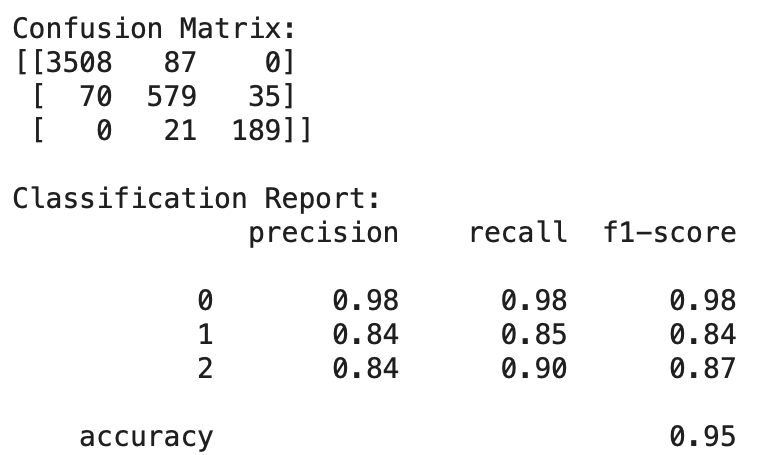 Confusion Matrix:
[[3508   87    0]
 [  70  579   35]
 [   0   21  189]]
Classification Report:
precision    recall  f1-score
0       0.98      0.98      0.98
1       0.84      0.85      0.84
2       0.84      0.90      0.87
accuracy                           0.95